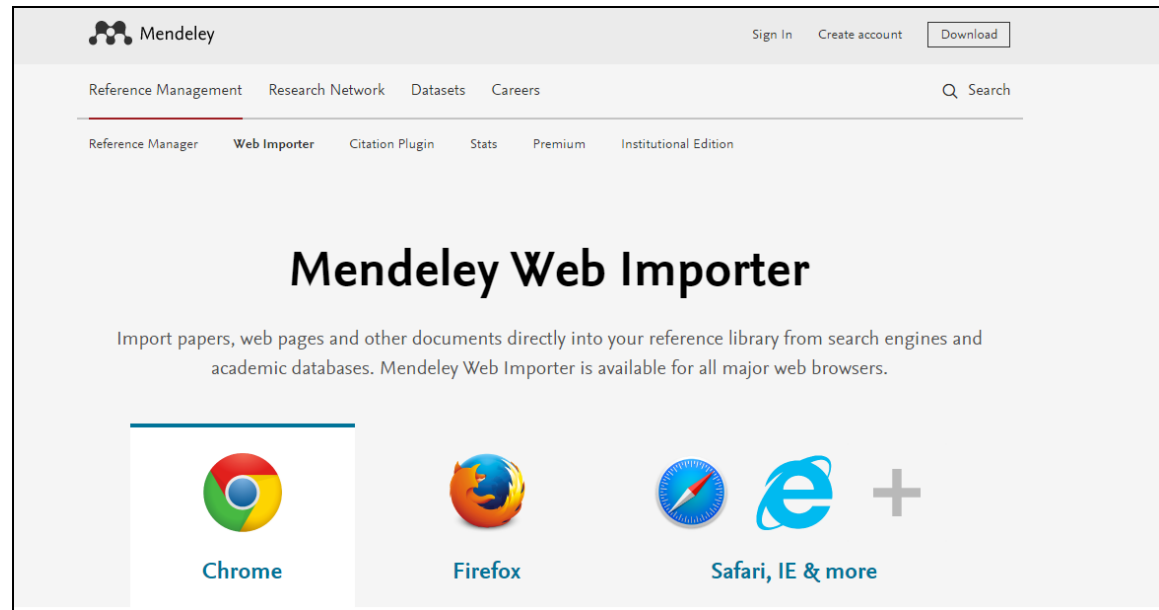 Mendeley
Sign In Create account Download
Reference Management Research Network Datasets Careers
Search
Reference Manager Web Importer Citation Plugin Stats Premium Institutional Edition
Mendeley Web Importer
Import papers, web pages and other documents directly into your reference library from search engines and
academic databases. Mendeley Web Importer is available for all major web browsers.
Chrome
Firefox
Safari, IE & more